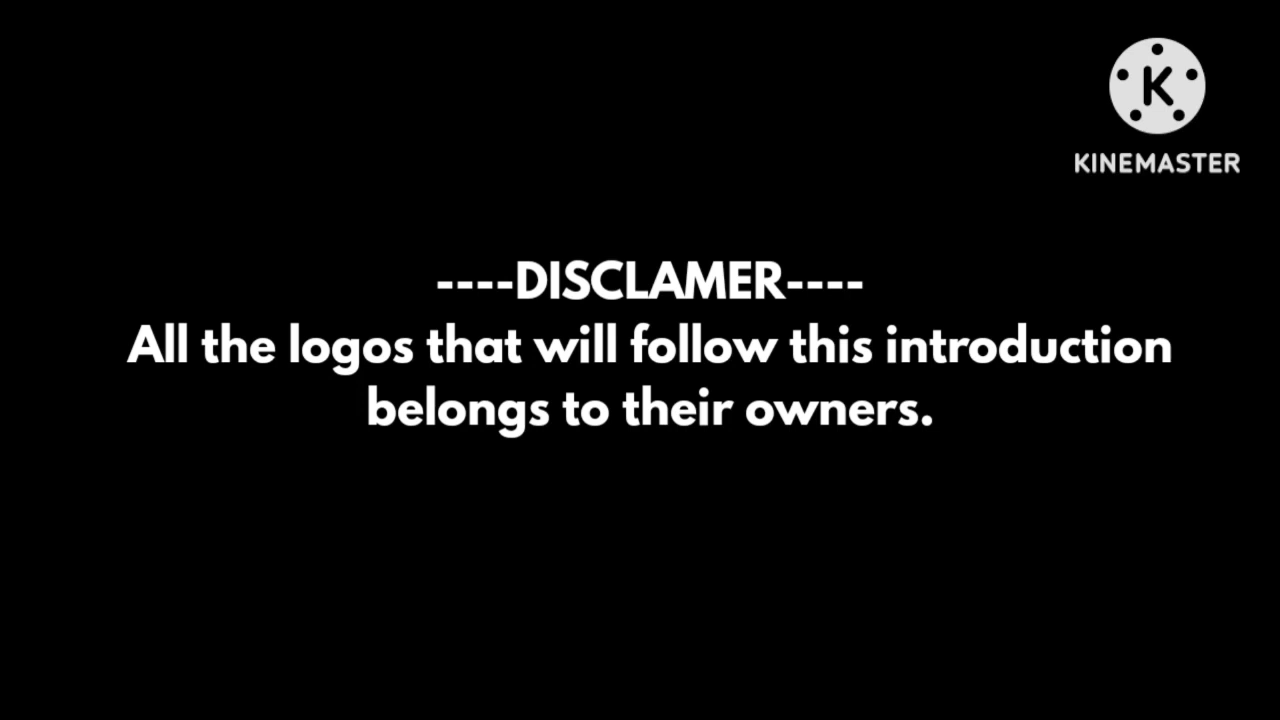 K
KINEMASTER
----DISCLAMER----
All the logos that will follow this introduction
belongs to their owners.